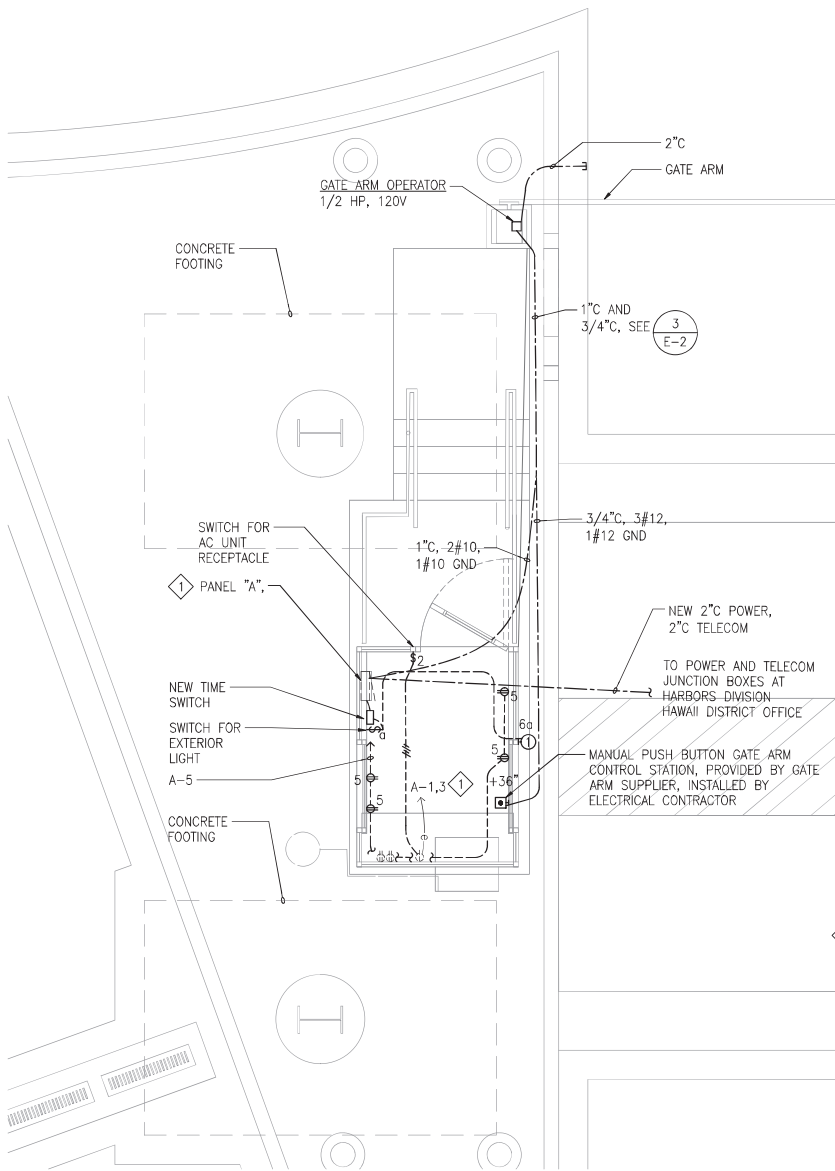 2"C
GATE ARM
GATE ARM OPERATOR
1/2 HP, 120V
CONCRETE
FOOTING
1"C AND
3/4"C, SEE
3
E-2
SWITCH FOR
AC UNIT
RECEPTACLE
1"C, 2#10,
1#10 GND
3/4"C, 3#12,
1#12 GND
1 PANEL "A",
NEW 2"C POWER,
2"C TELECOM
$2
TO POWER AND TELECOM
JUNCTION BOXES AT
HARBORS DIVISION
HAWAII DISTRICT OFFICE
NEW TIME
SWITCH
5
SWITCH FOR
EXTERIOR
LIGHT
$a
6a
1
5
MANUAL PUSH BUTTON GATE ARM
CONTROL STATION, PROVIDED BY GATE
ARM SUPPLIER, INSTALLED BY
ELECTRICAL CONTRACTOR
A-5
5
A-1,3 1
+36"
5
CONCRETE
FOOTING
e